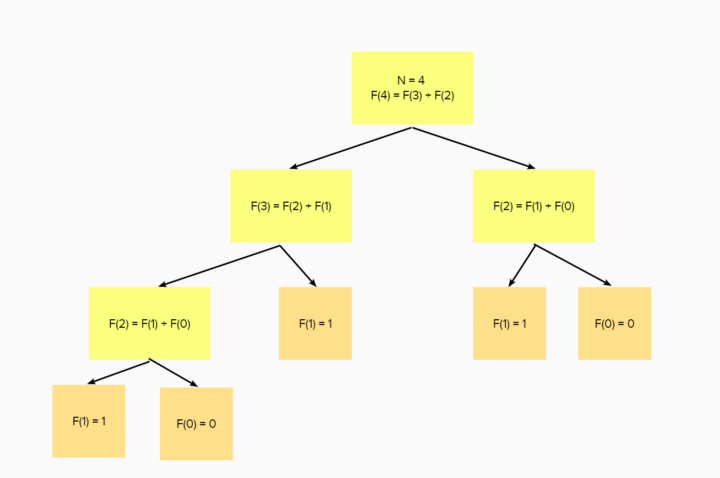 N = 4
F(4) = F(3) + F(2)
F(3) = F(2) + F(1)
F(2) = F(1) + F(0)
F(2) = F(1) + F(0)
F(1) = 1
F(1) = 1
F(0) = 0
F(1) = 1
F(0) = 0